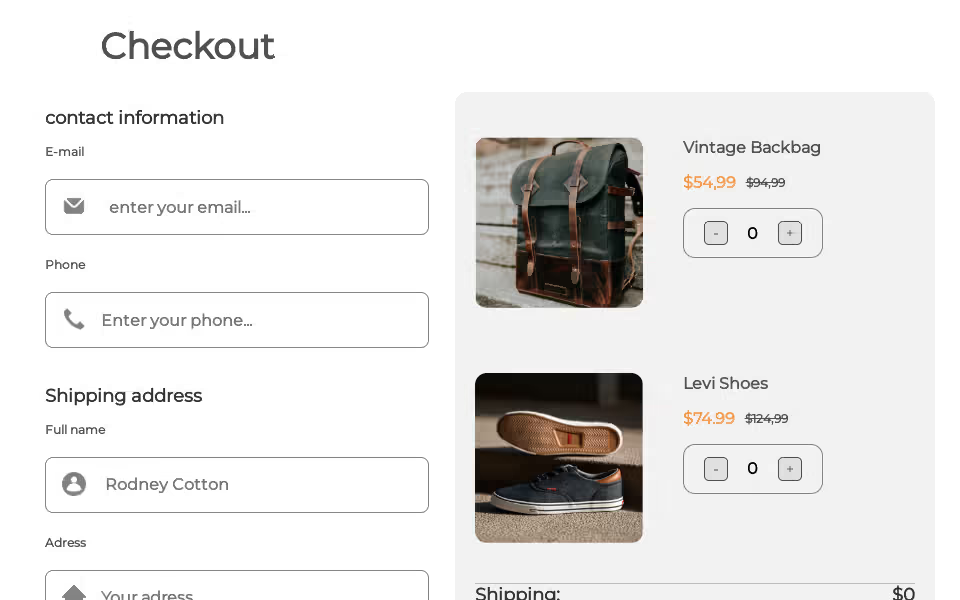 Checkout
contact information
E-mail
enter your email...
Phone
Enter your phone...
Shipping address
Full name
Rodney Cotton
Adress
Your adress
Vintage Backbag
$54,99 $94,99
- 0 +
Levi Shoes
$74.99 $124,99
- 0 +
Shipping: $0